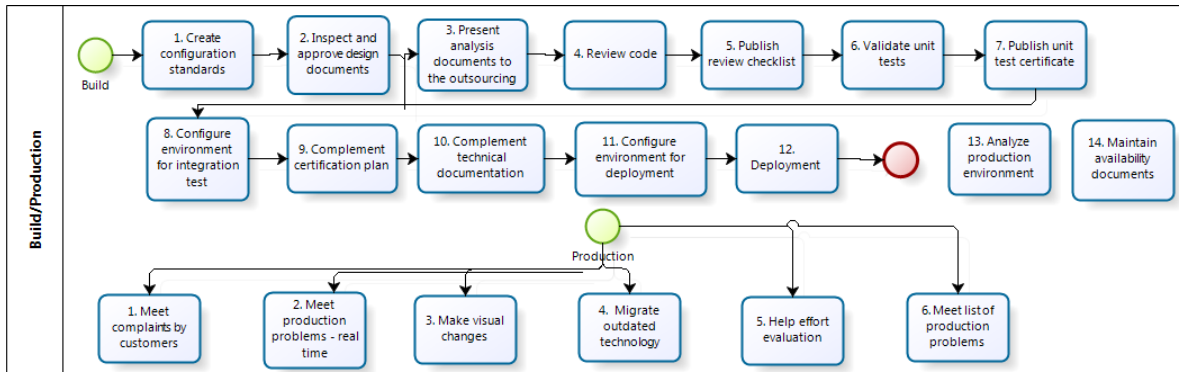 Build/Production
Build
1. Create
configuration
standards
2. Inspect and
approve design
documents
3. Present
analysis
documents to
the outsourcing
4. Review code
5. Publish
review checklist
6. Validate unit
tests
7. Publish unit
test certificate
8. Configure
environment
for integration
test
9. Complement
certification plan
10. Complement
technical
documentation
11. Configure
environment for
deployment
12.
Deployment
13. Analyze
production
environment
14. Maintain
availability
documents
Production
1. Meet
complaints by
customers
2. Meet
production
problems - real
time
3. Make visual
changes
4. Migrate
outdated
technology
5. Help effort
evaluation
6. Meet list of
production
problems